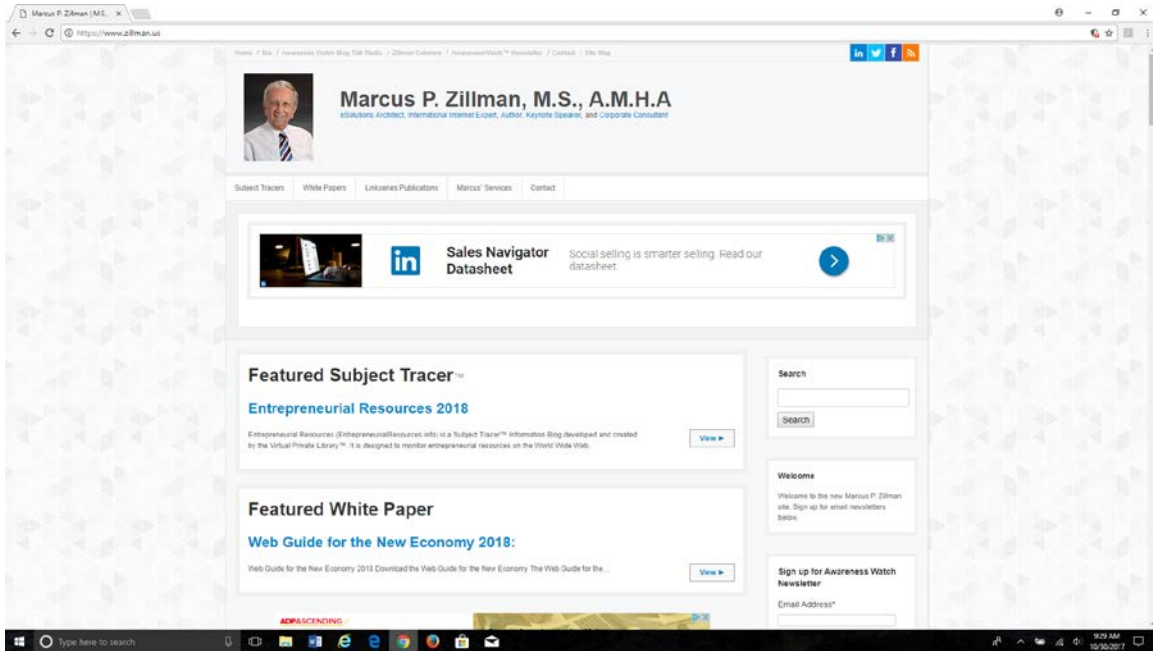 Marcus P. Zillman | M.S. ×
https://www.zillman.us
Home / Bio / Awareness Watch Blog Talk Radio / Zillman Columns / AwarenessWatch™ Newsletter / Contact / Site Map
Marcus P. Zillman, M.S., A.M.H.A
eSolutions Architect, International Internet Expert, Author, Keynote Speaker, and Corporate Consultant
Subject Tracers White Papers Linkseries Publications Marcus' Services Contact
in
Sales Navigator
Datasheet
Social selling is smarter selling. Read our
datasheet.
Featured Subject Tracer™
Entrepreneurial Resources 2018
Entrepreneurial Resources (EntrepreneurialResources.info) is a Subject Tracer™ Information Blog developed and created
by the Virtual Private Library™. It is designed to monitor entrepreneurial resources on the World Wide Web.
View ►
Featured White Paper
Web Guide for the New Economy 2018:
Web Guide for the New Economy 2018 Download the Web Guide for the New Economy The Web Guide for the...
View ►
ADPASCENDING
Search
Search
Welcome
Welcome to the new Marcus P. Zillman
site. Sign up for email newsletters
below.
Sign up for Awareness Watch
Newsletter
Email Address*
Type here to search
9:29 AM
10/30/2017